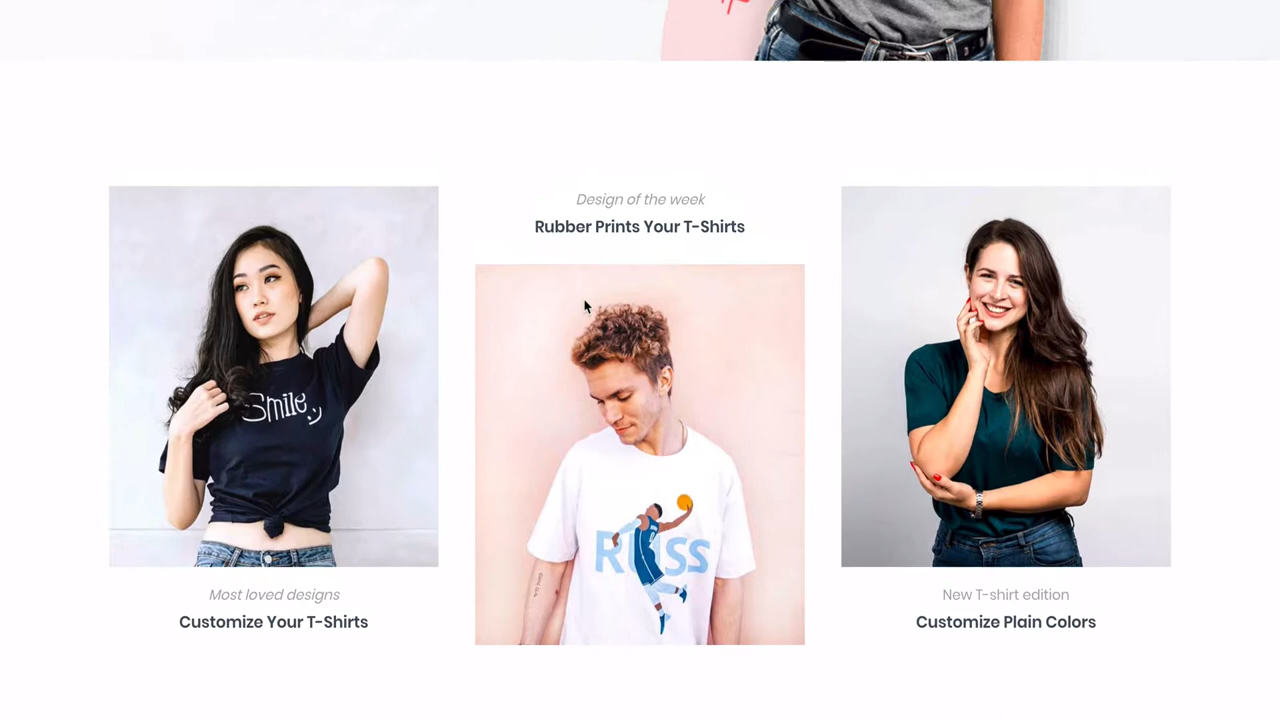 Design of the week
Rubber Prints Your T-Shirts
Smile
RUSS
Most loved designs
Customize Your T-Shirts
New T-shirt edition
Customize Plain Colors